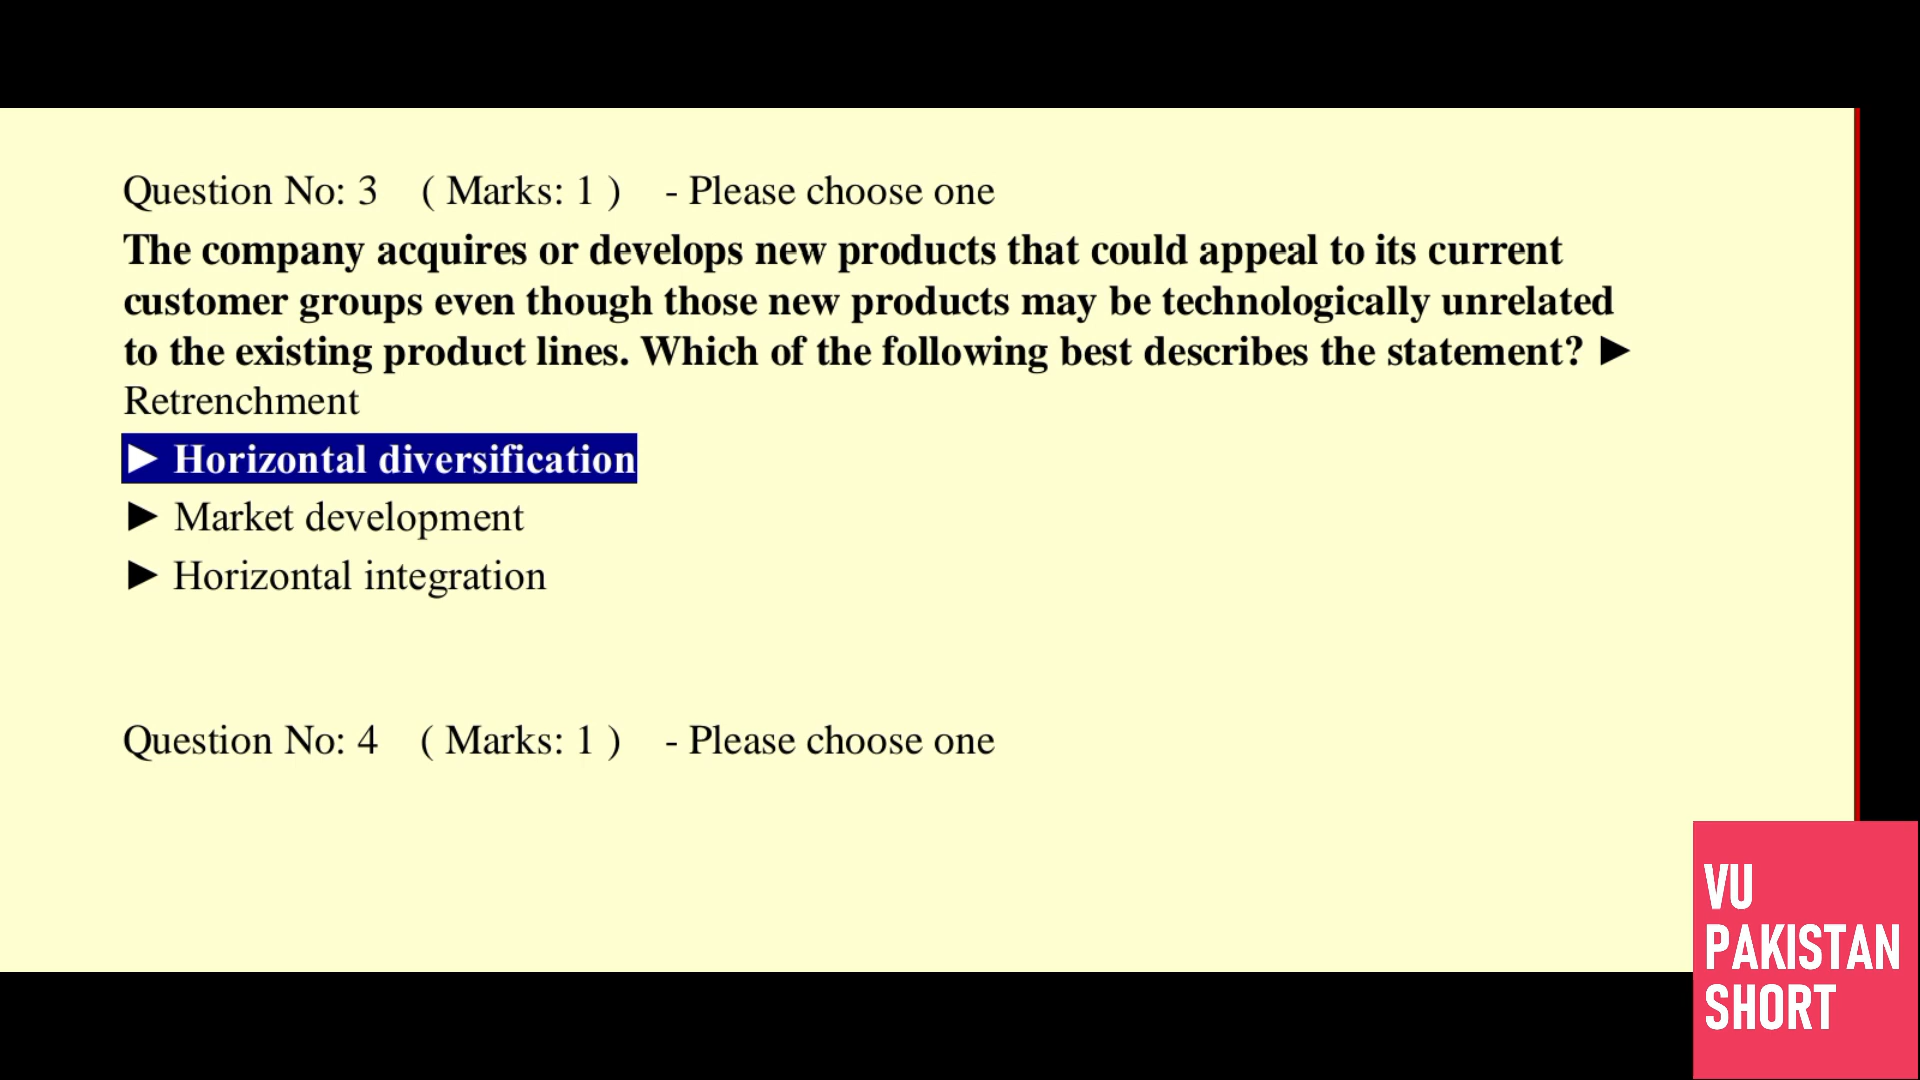 Question No: 3 ( Marks: 1 ) - Please choose one
The company acquires or develops new products that could appeal to its current
customer groups even though those new products may be technologically unrelated
to the existing product lines. Which of the following best describes the statement? ►
Retrenchment
► Horizontal diversification
► Market development
► Horizontal integration
Question No: 4 ( Marks: 1 ) - Please choose one
VU
PAKISTAN
SHORT